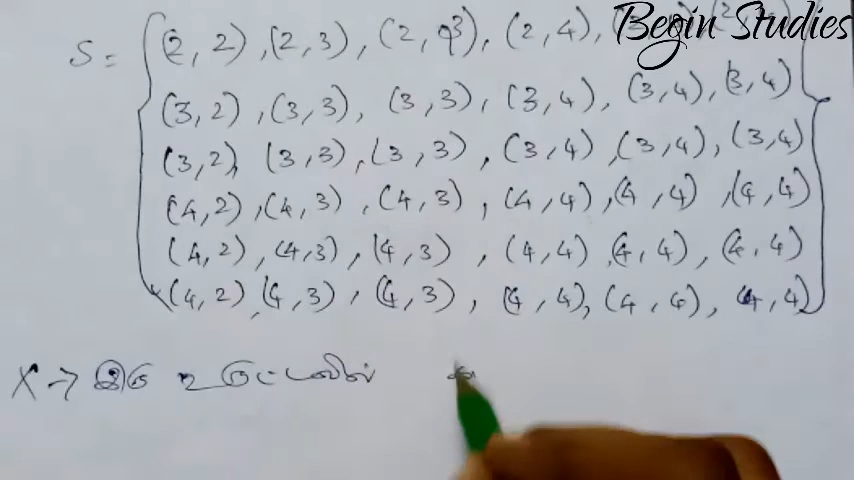 Begin Studies
S = { (2, 2), (2, 3), (2, 3), (2, 4),
(3, 2), (3, 3), (3, 3), (3, 4), (3, 4), (3, 4)
(3, 2), (3, 3), (3, 3), (3, 4), (3, 4), (3, 4)
(4, 2), (4, 3), (4, 3), (4, 4), (4, 4), (4, 4)
(4, 2), (4, 3), (4, 3), (4, 4), (4, 4), (4, 4)
(4, 2), (4, 3), (4, 3), (4, 4), (4, 4), (4, 4) }
X → இரு உருட்டலில்